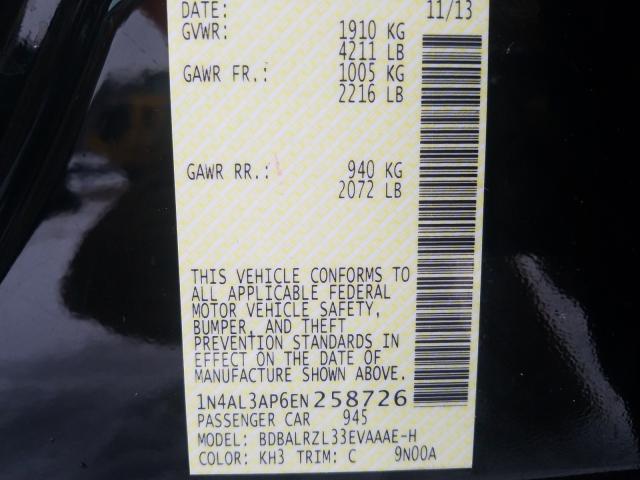 DATE: 11/13
GVWR: 1910 KG
4211 LB
GAWR FR.: 1005 KG
2216 LB
GAWR RR.: 940 KG
2072 LB
THIS VEHICLE CONFORMS TO
ALL APPLICABLE FEDERAL
MOTOR VEHICLE SAFETY,
BUMPER, AND THEFT
PREVENTION STANDARDS IN
EFFECT ON THE DATE OF
MANUFACTURE SHOWN ABOVE.
1N4AL3AP6EN258726
PASSENGER CAR 945
MODEL: BDBALRZL33EVAAAE-H
COLOR: KH3 TRIM: C 9N00A